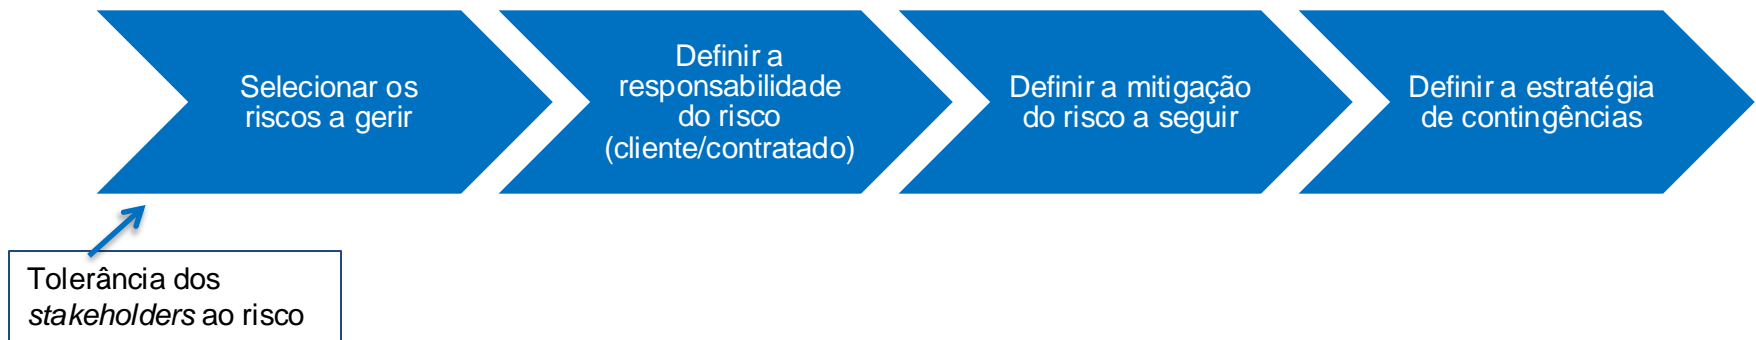 Selecionar os
riscos a gerir
Definir a
responsabilidade
do risco
(cliente/contratado)
Definir a mitigação
do risco a seguir
Definir a estratégia
de contingências
Tolerância dos
stakeholders ao risco